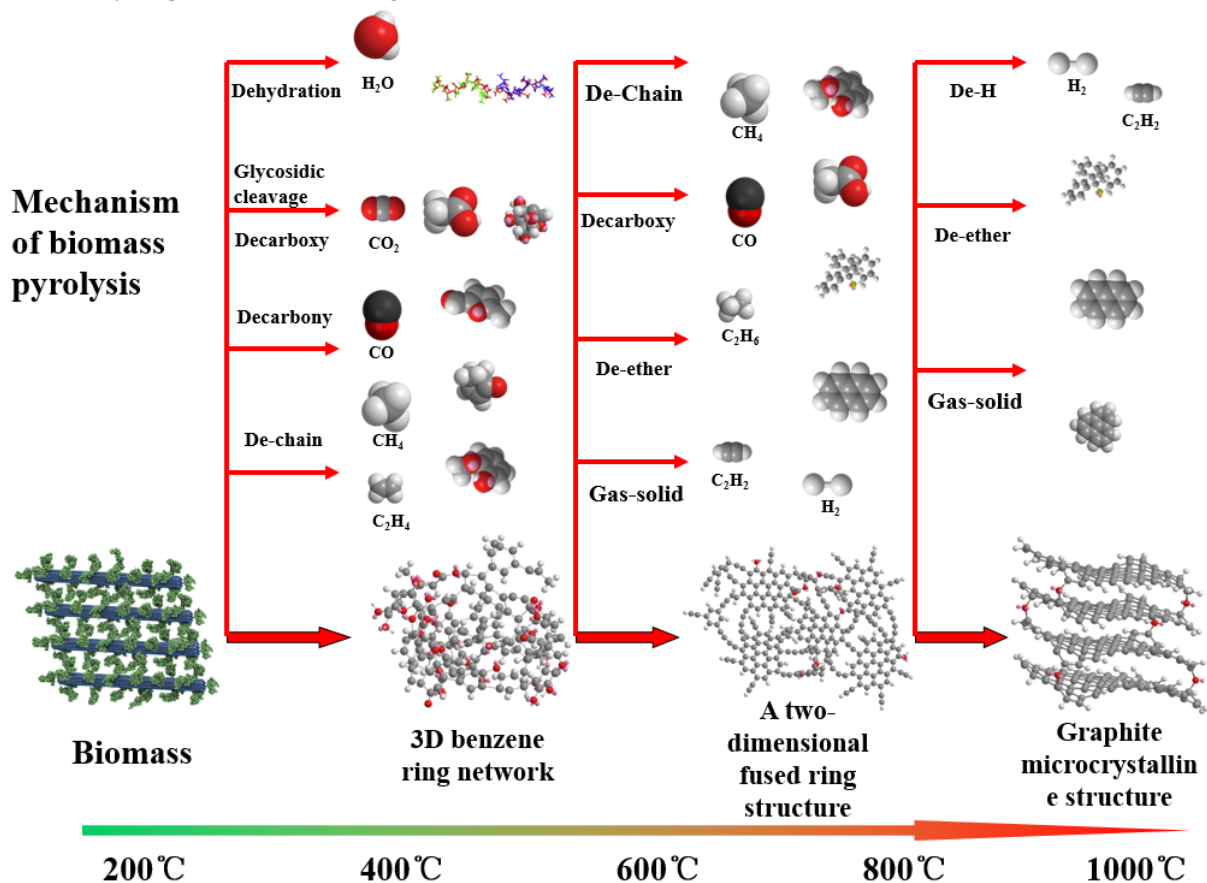 Mechanism
of biomass
pyrolysis
Dehydration
H₂O
Glycosidic
cleavage
Decarboxy
CO₂
Decarbony
CO
CH₄
De-chain
C₂H₄
De-Chain
CH₄
Decarboxy
CO
C₂H₆
De-ether
Gas-solid
C₂H₂
H₂
De-H
H₂
C₂H₂
De-ether
Gas-solid
Biomass
3D benzene
ring network
A two-
dimensional
fused ring
structure
Graphite
microcrystallin
e structure
200℃ 400℃ 600℃ 800℃ 1000℃